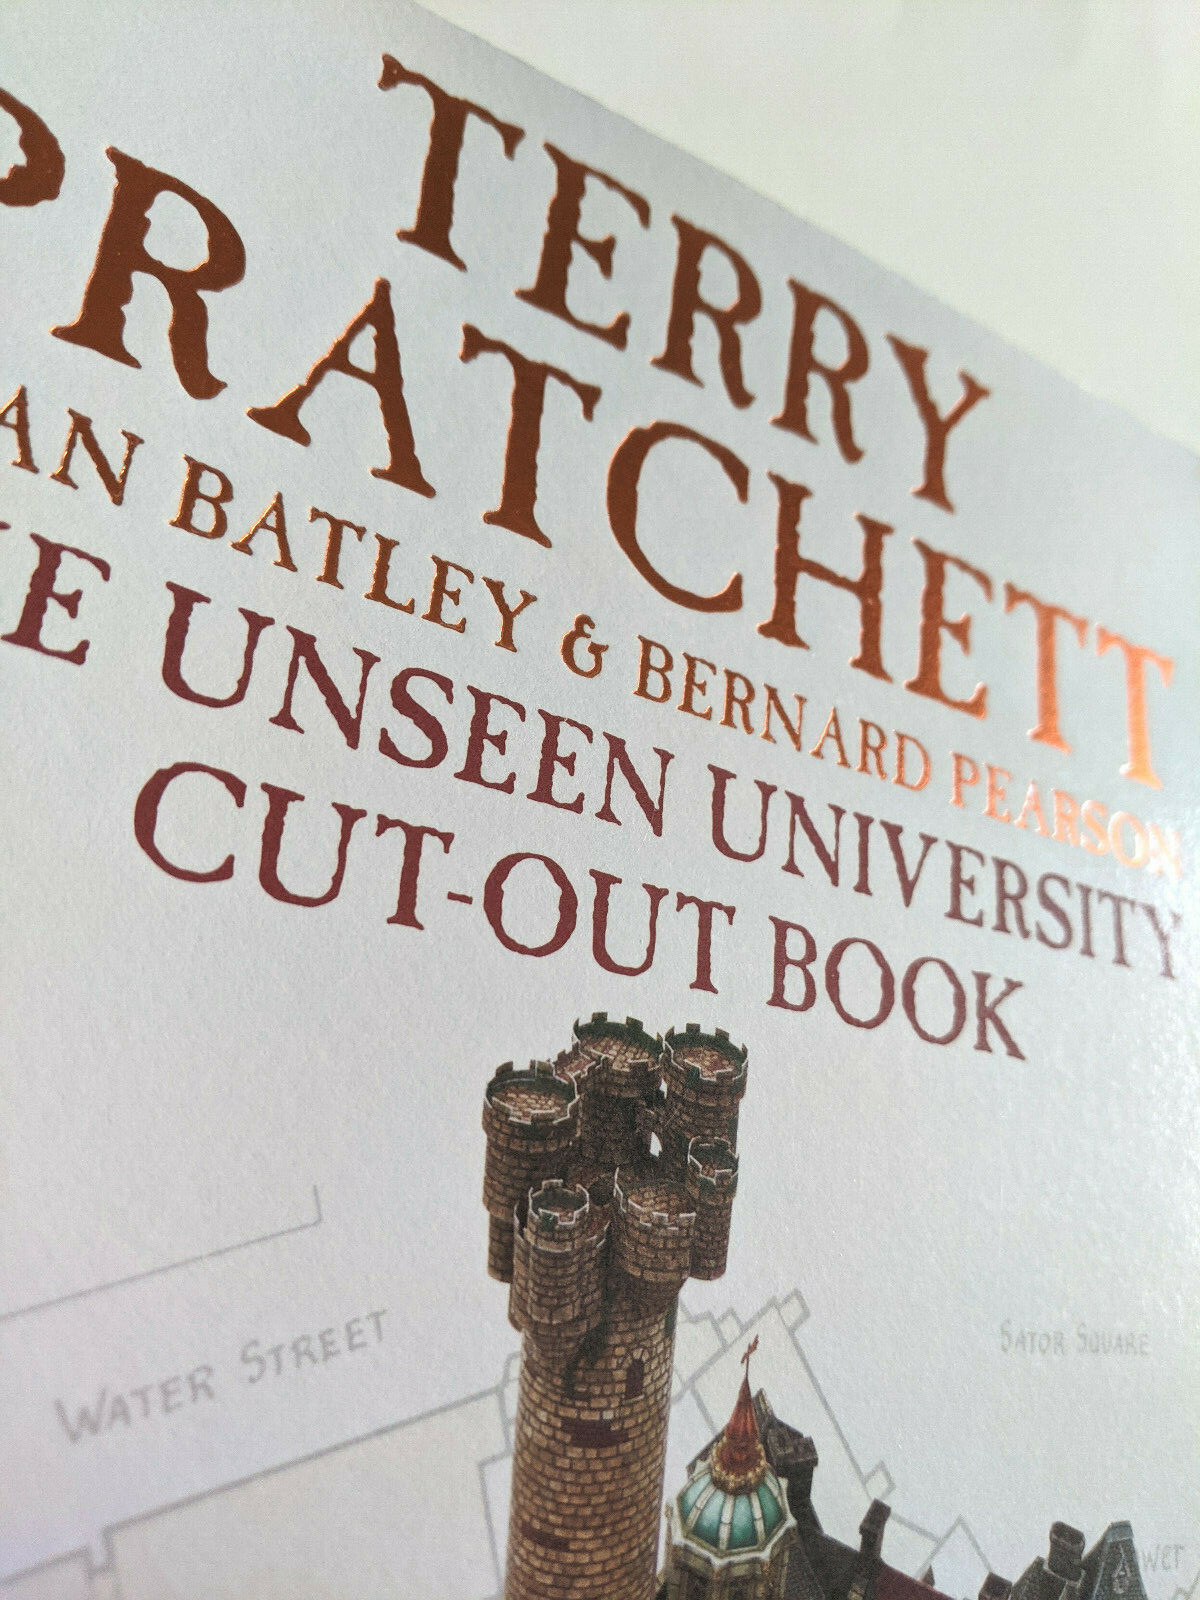 TERRY
PRATCHETT
AN BATLEY & BERNARD PEARSON
E UNSEEN UNIVERSITY
CUT-OUT BOOK
WATER STREET
SATOR SQUARE